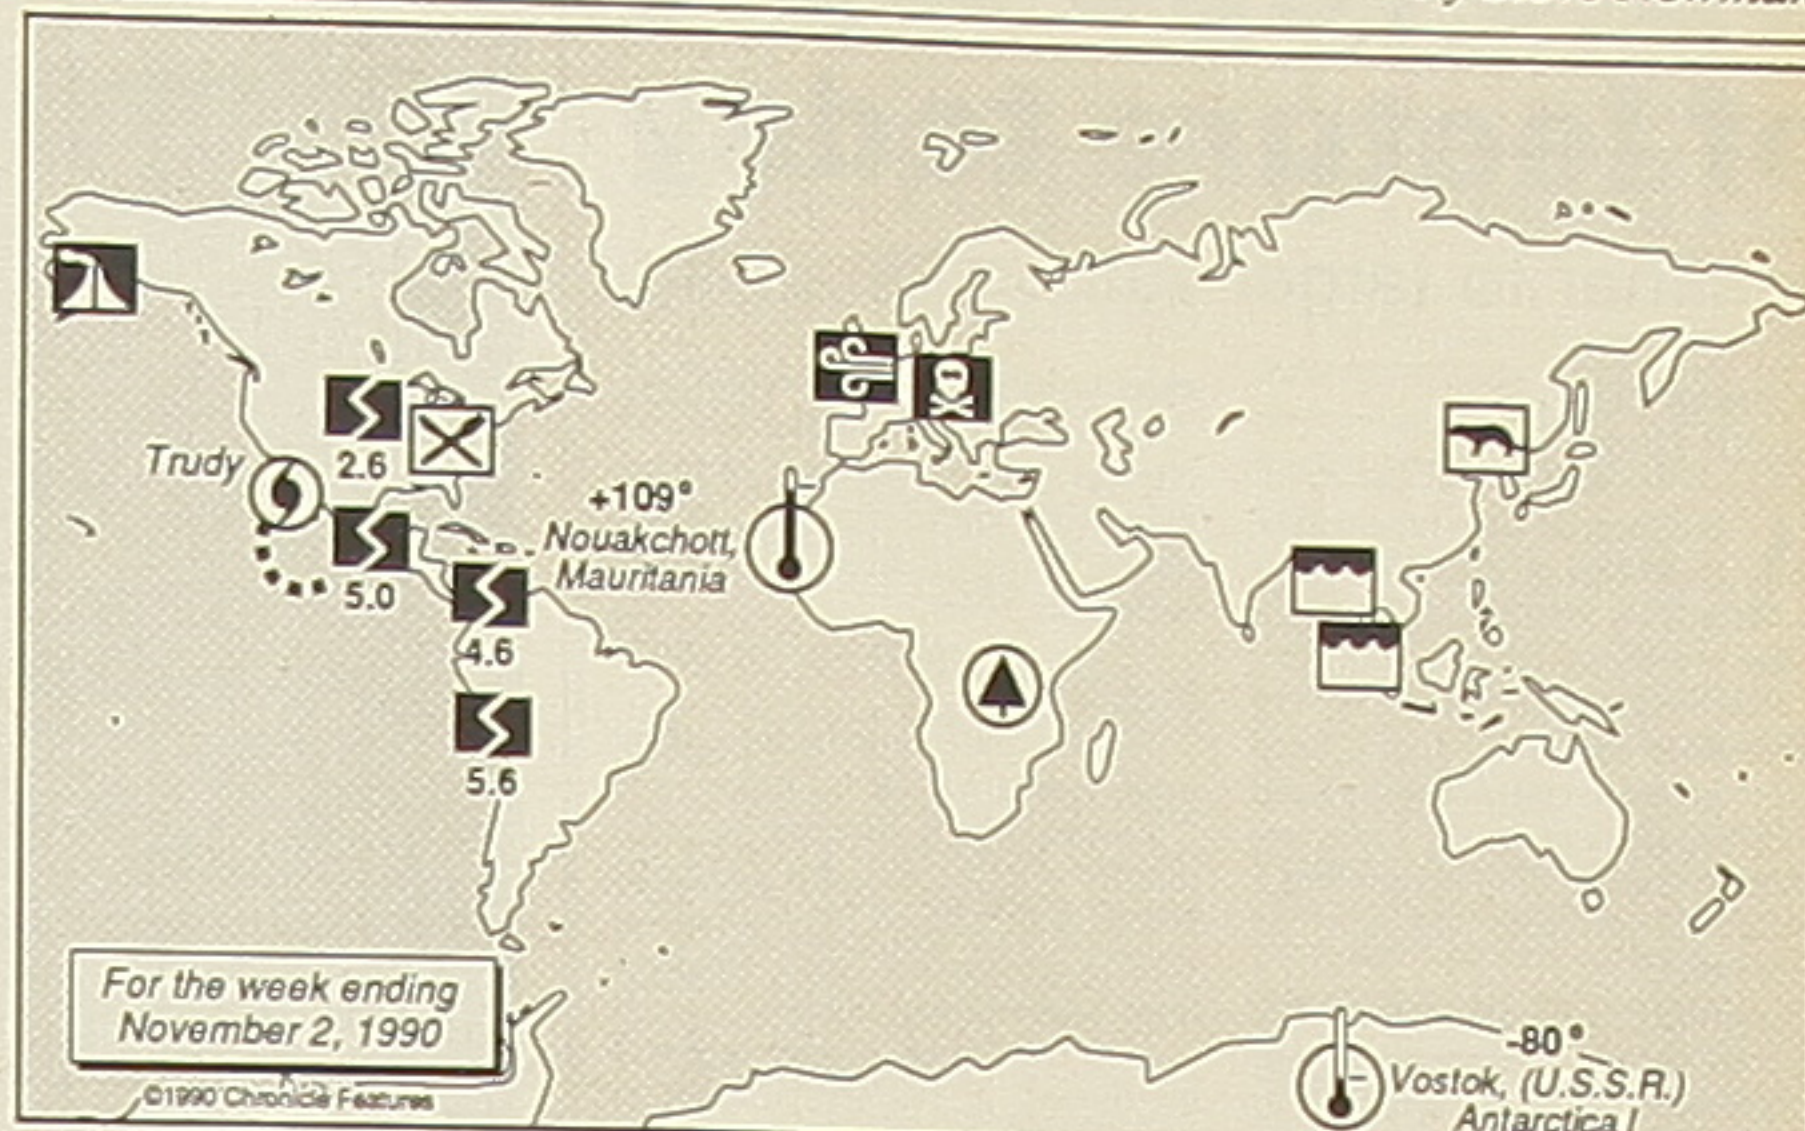 Trudy
2.6
+109°
Nouakchott,
Mauritania
5.0
4.6
5.6
For the week ending
November 2, 1990
©1990 Chronicle Features
-80°
Vostok, (U.S.S.R.)
Antarctica